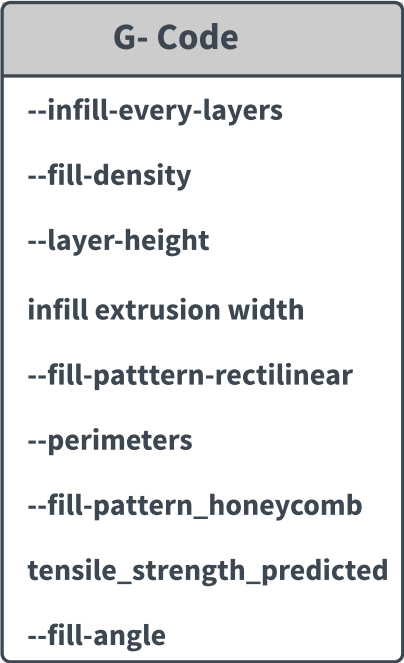 G- Code
--infill-every-layers
--fill-density
--layer-height
infill extrusion width
--fill-patttern-rectilinear
--perimeters
--fill-pattern_honeycomb
tensile_strength_predicted
--fill-angle